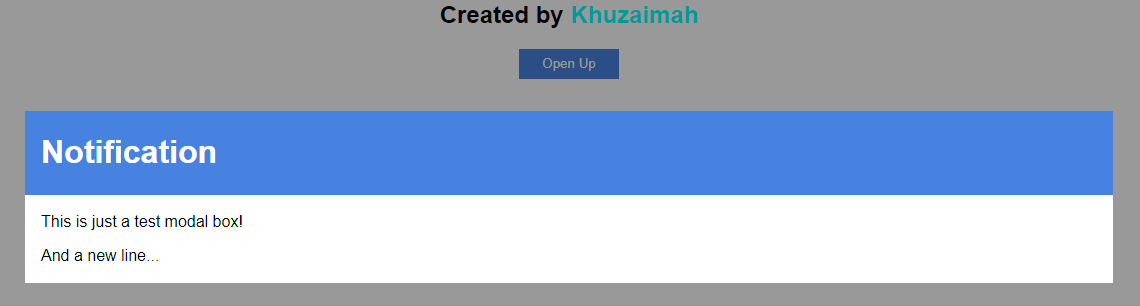 Created by Khuzaimah
Open Up
Notification
This is just a test modal box!
And a new line...